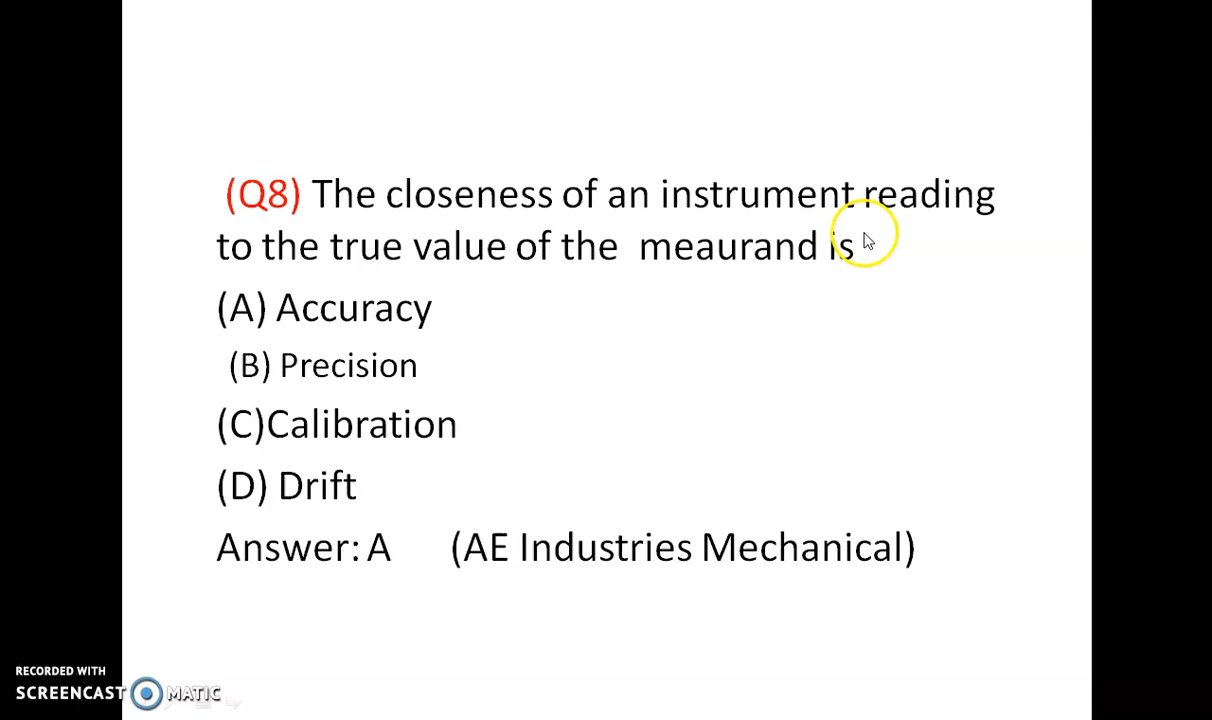 (Q8) The closeness of an instrument reading
to the true value of the meaurand is
(A) Accuracy
(B) Precision
(C)Calibration
(D) Drift
Answer: A (AE Industries Mechanical)
RECORDED WITH
SCREENCAST MATIC